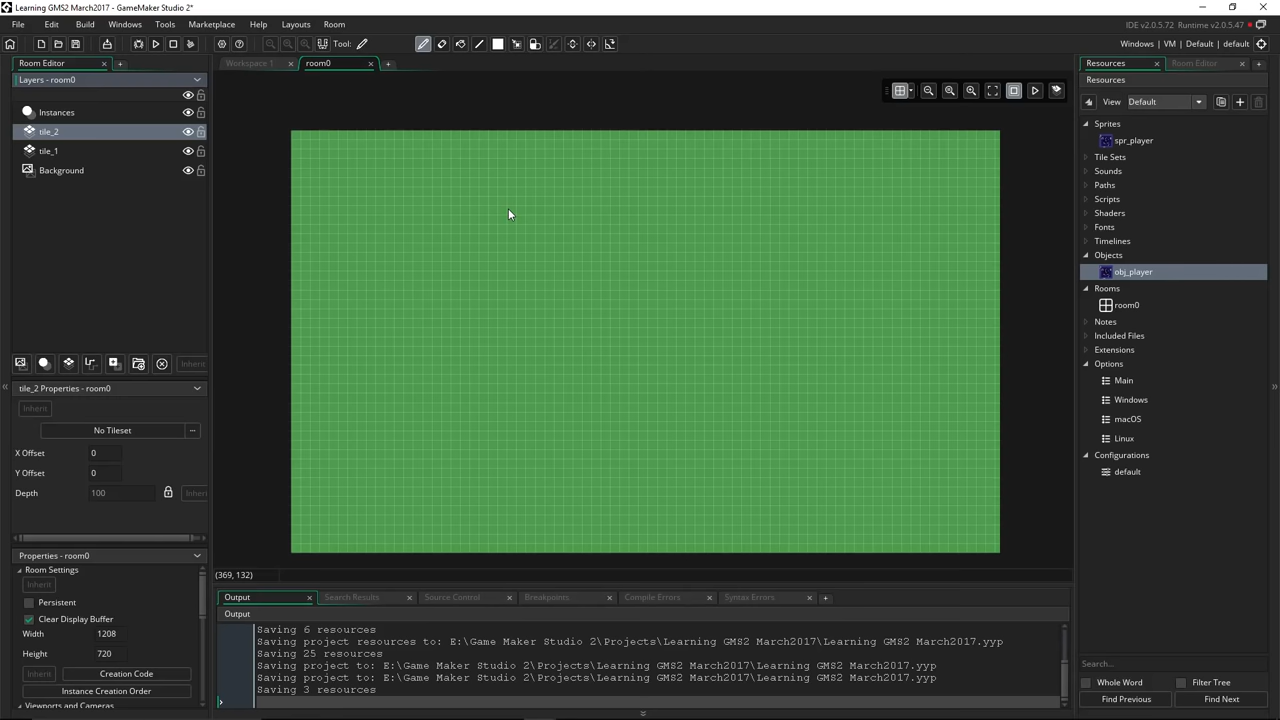 Learning GMS2 March2017* - GameMaker Studio 2*
File Edit Build Windows Tools Marketplace Help Layouts Room
IDE v2.0.5.72 Runtime v2.0.5.47
Tool:
Windows | VM | Default | default
Room Editor
Workspace 1
room0
Resources
Room Editor
Layers - room0
Resources
View Default
Instances
tile_2
tile_1
Background
Sprites
spr_player
Tile Sets
Sounds
Paths
Scripts
Shaders
Fonts
Timelines
Objects
obj_player
Rooms
room0
Notes
Included Files
Extensions
Options
Main
Windows
macOS
Linux
Configurations
default
tile_2 Properties - room0
Inherit
No Tileset
...
X Offset 0
Y Offset 0
Depth 100
Properties - room0
Room Settings
Inherit
Persistent
Clear Display Buffer
Width 1208
Height 720
Inherit Creation Code
Instance Creation Order
Viewports and Cameras
(369, 132)
Output Search Results Source Control Breakpoints Compile Errors Syntax Errors
Output
Saving 6 resources
Saving project resources to: E:\Game Maker Studio 2\Projects\Learning GMS2 March2017\Learning GMS2 March2017.yyp
Saving 25 resources
Saving project to: E:\Game Maker Studio 2\Projects\Learning GMS2 March2017\Learning GMS2 March2017.yyp
Saving project to: E:\Game Maker Studio 2\Projects\Learning GMS2 March2017\Learning GMS2 March2017.yyp
Saving 3 resources
Search...
Whole Word Filter Tree
Find Previous Find Next